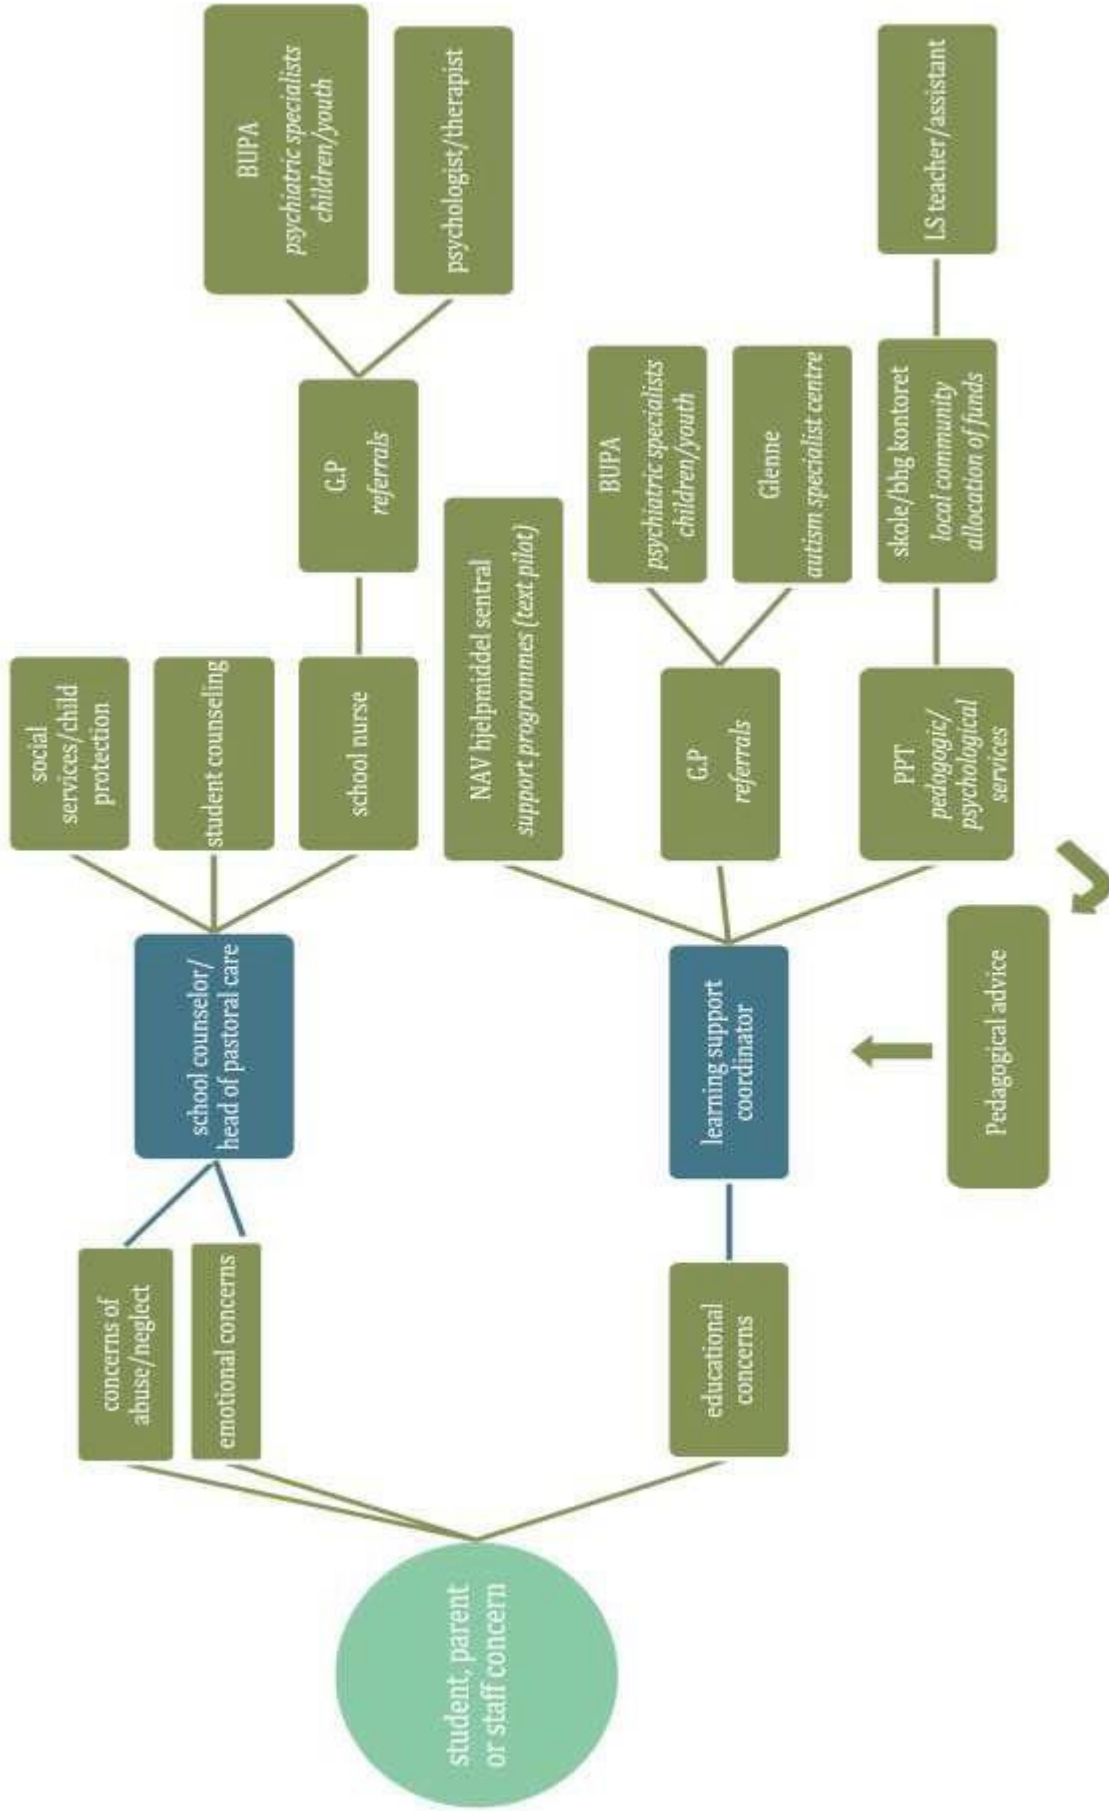 student, parent
or staff concern
concerns of
abuse/neglect
emotional concerns
educational
concerns
school counselor/
head of pastoral care
learning support
coordinator
Pedagogical advice
social
services/child
protection
student counseling
school nurse
NAV hjelpmiddel sentral
support programmes (text pilot)
G.P
referrals
PPT
pedogogic/
psychological
services
G.P
referrals
BUPA
psychiatric specialists
children/youth
Glenne
autism specialist centre
skole/bhg kontoret
local community
allocation of funds
BUPA
psychiatric specialists
children/youth
psychologist/therapist
LS teacher/assistant